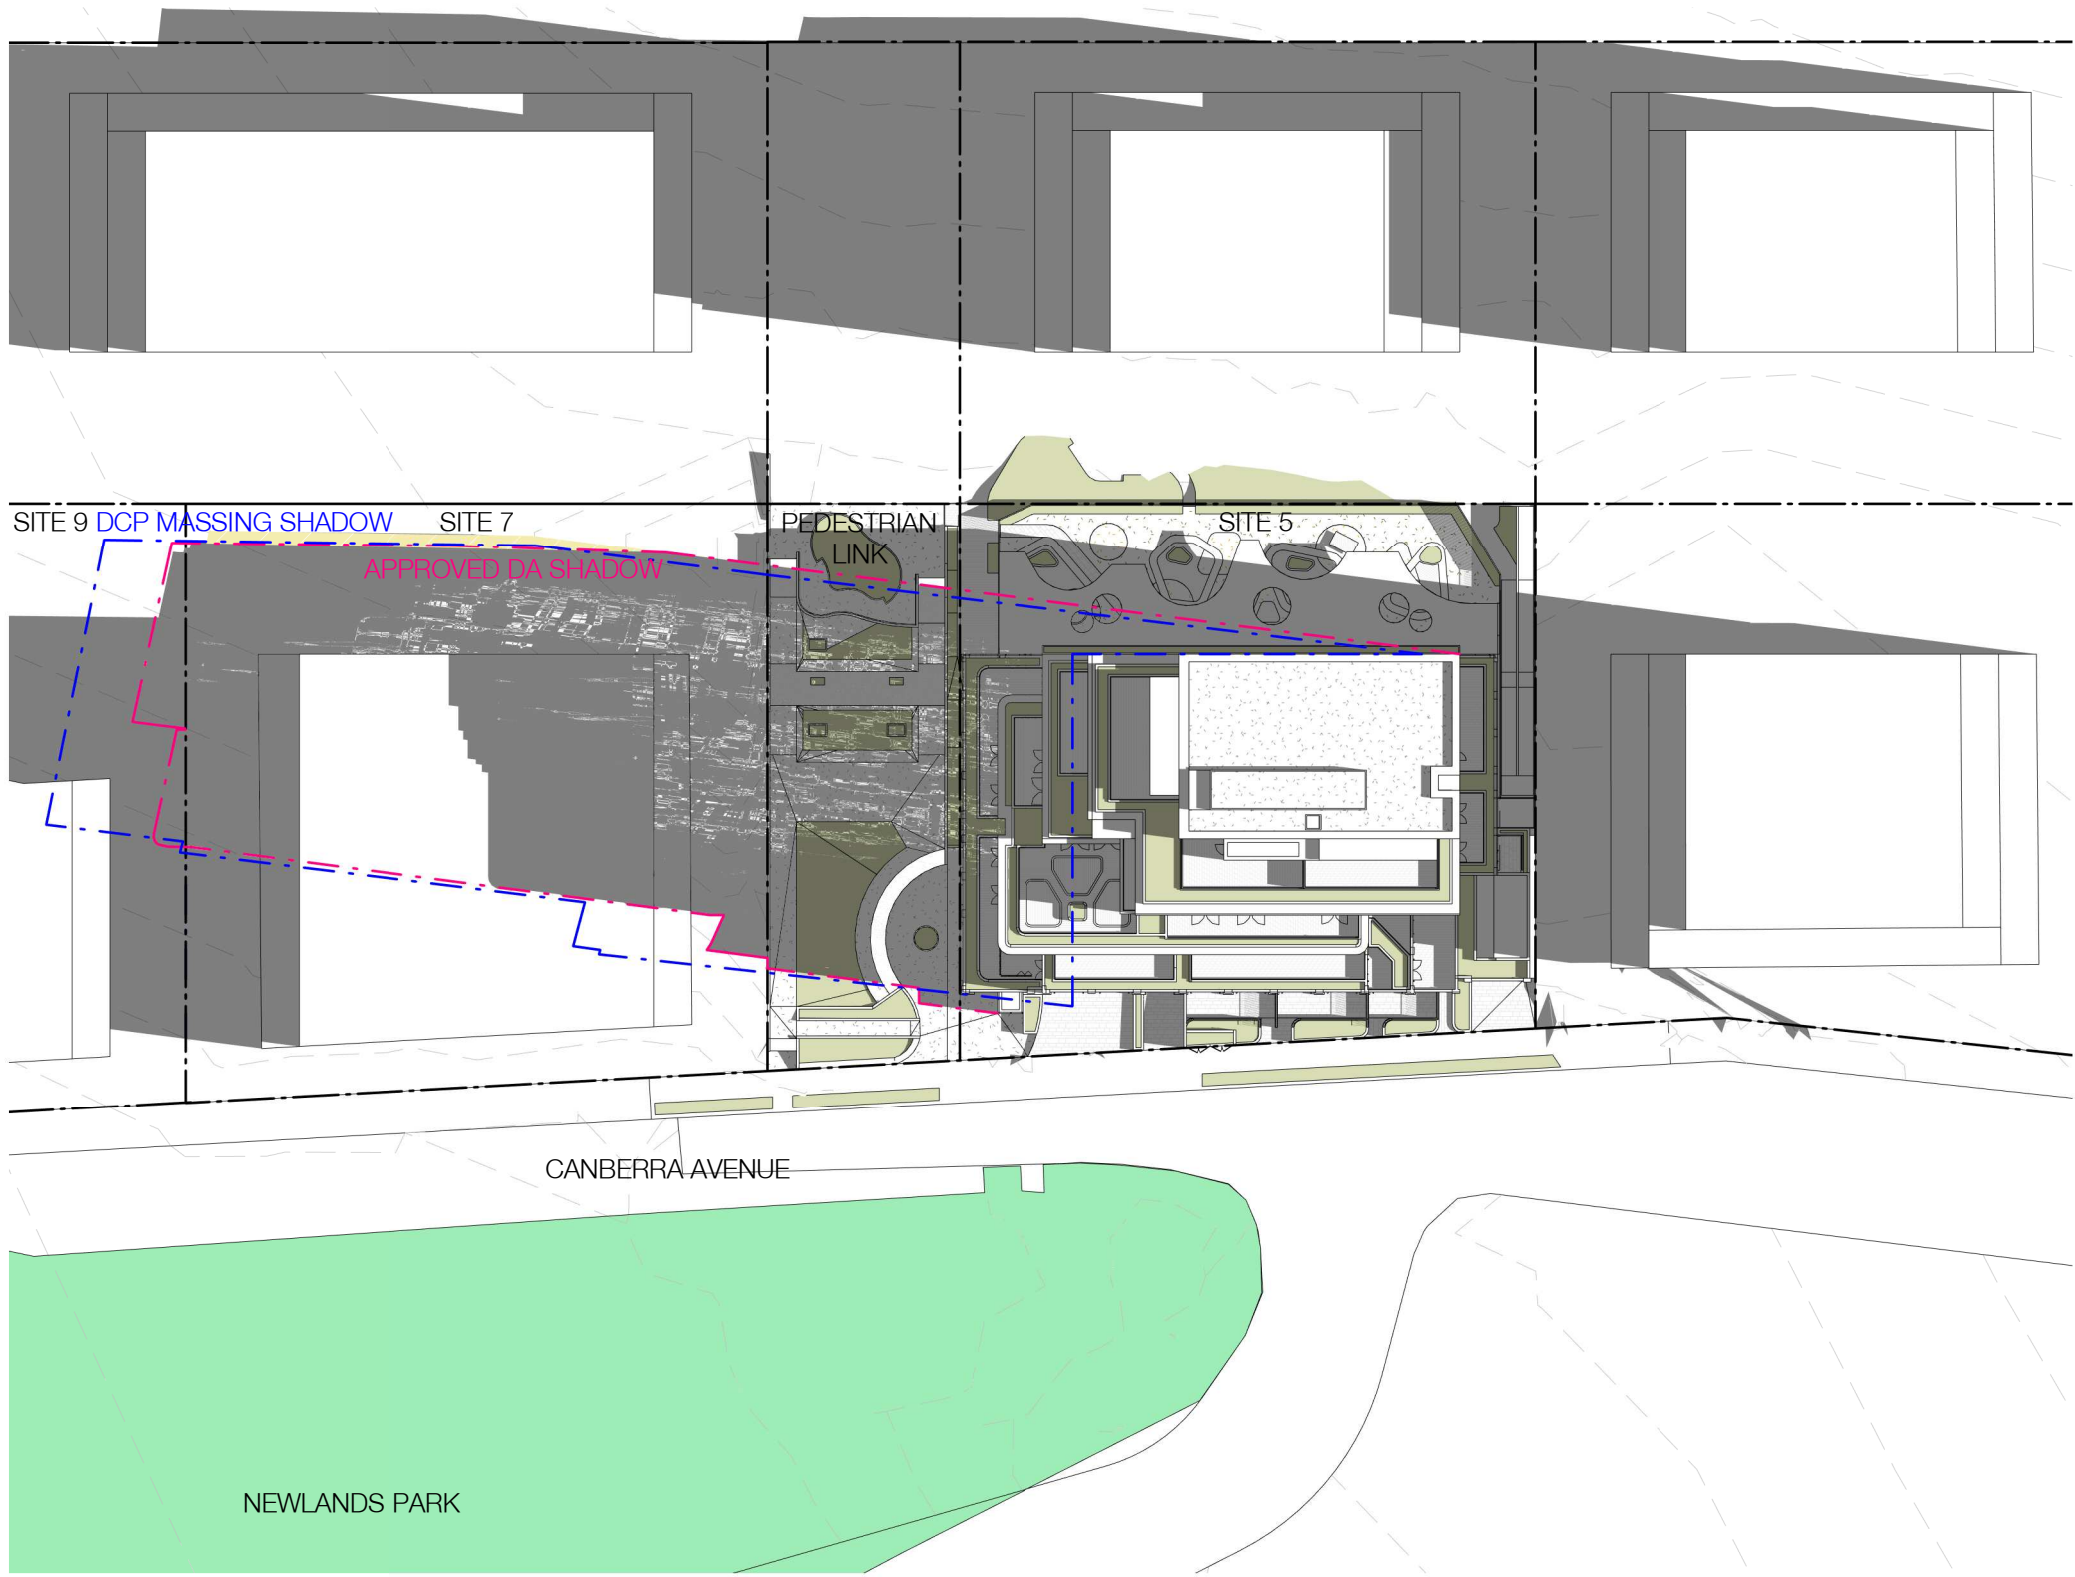 SITE 9 DCP MASSING SHADOW SITE 7 PEDESTRIAN SITE 5
LINK
APPROVED DA SHADOW
CANBERRA AVENUE
NEWLANDS PARK